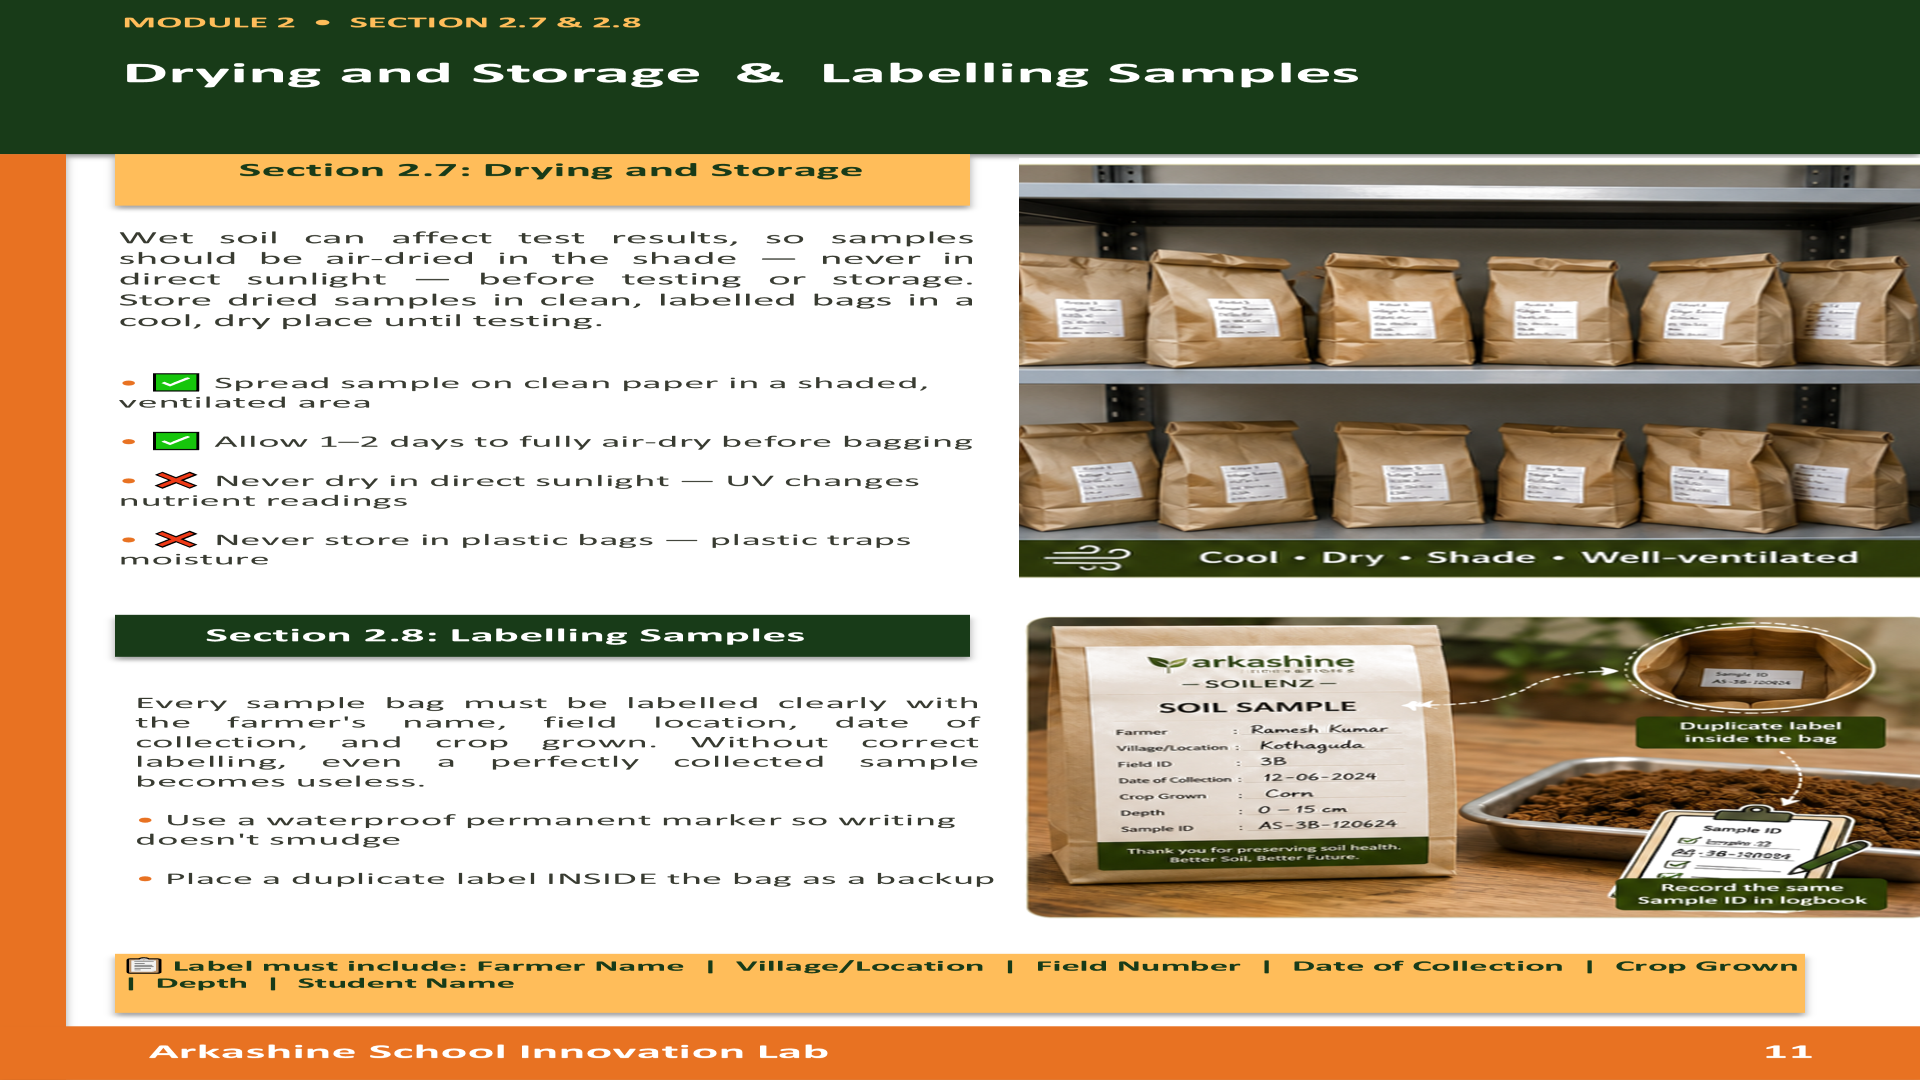 MODULE 2 • SECTION 2.7 & 2.8
Drying and Storage & Labelling Samples
Section 2.7: Drying and Storage
Wet soil can affect test results, so samples
should be air-dried in the shade — never in
direct sunlight — before testing or storage.
Store dried samples in clean, labelled bags in a
cool, dry place until testing.
• ✅ Spread sample on clean paper in a shaded,
ventilated area
• ✅ Allow 1–2 days to fully air-dry before bagging
• ❌ Never dry in direct sunlight — UV changes
nutrient readings
• ❌ Never store in plastic bags — plastic traps
moisture
Cool • Dry • Shade • Well-ventilated
Section 2.8: Labelling Samples
Every sample bag must be labelled clearly with
the farmer's name, field location, date of
collection, and crop grown. Without correct
labelling, even a perfectly collected sample
becomes useless.
• Use a waterproof permanent marker so writing
doesn't smudge
• Place a duplicate label INSIDE the bag as a backup
arkashine
— SOILENZ —
SOIL SAMPLE
Farmer : Ramesh Kumar
Village/Location : Kothaguda
Field ID : 3B
Date of Collection : 12-06-2024
Crop Grown : Corn
Depth : 0 – 15 cm
Sample ID : AS-3B-120624
Thank you for preserving soil health.
Better Soil, Better Future.
Sample ID
AS-3B-120624
Duplicate label
inside the bag
Sample ID
Record the same
Sample ID in logbook
📋 Label must include: Farmer Name | Village/Location | Field Number | Date of Collection | Crop Grown
| Depth | Student Name
Arkashine School Innovation Lab
11